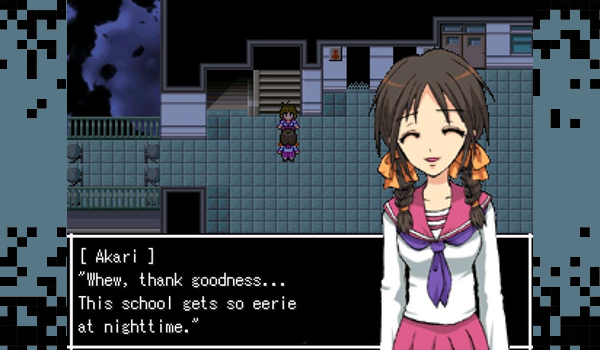 [ Akari ]
"Whew, thank goodness...
This school gets so eerie
at nighttime."